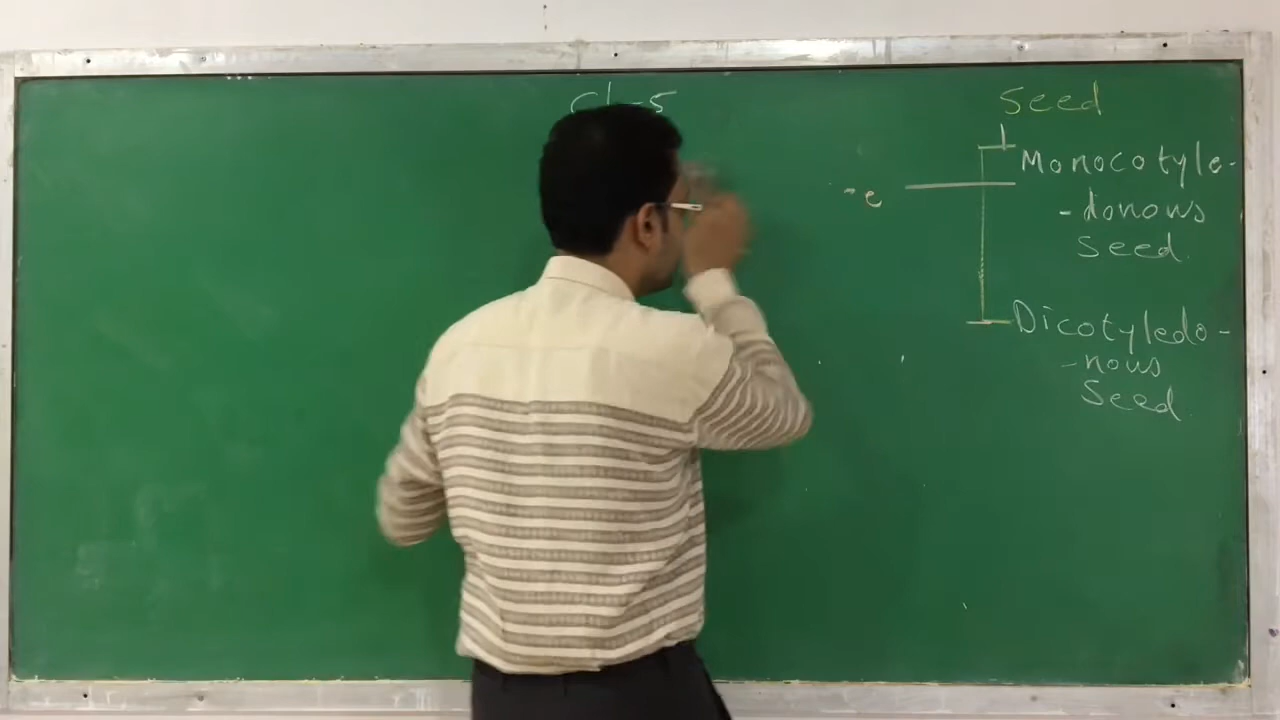 Seed
Monocotyle-
-donous
Seed
Dicotyledo-
-nous
Seed